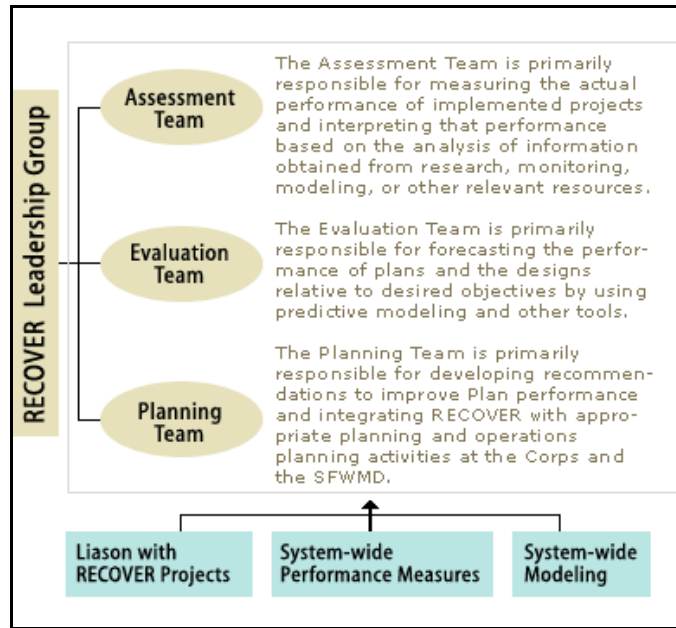 RECOVER Leadership Group
Assessment
Team
The Assessment Team is primarily
responsible for measuring the actual
performance of implemented projects
and interpreting that performance
based on the analysis of information
obtained from research, monitoring,
modeling, or other relevant resources.
Evaluation
Team
The Evaluation Team is primarily
responsible for forecasting the perfor-
mance of plans and the designs
relative to desired objectives by using
predictive modeling and other tools.
Planning
Team
The Planning Team is primarily
responsible for developing recommen-
dations to improve Plan performance
and integrating RECOVER with appro-
priate planning and operations
planning activities at the Corps and
the SFWMD.
Liason with
RECOVER Projects
System-wide
Performance Measures
System-wide
Modeling